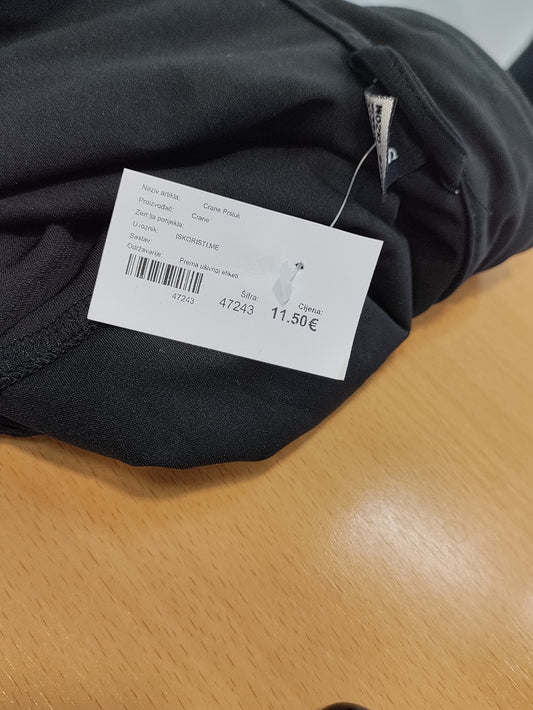 Naziv artikla: Crane Prsluk
Proizvođač: Crane
Zemlja porijekla:
Uvoznik: ISKORISTI.ME
Sastav:
Održavanje: Prema ušivnoj etiketi
47243
Šifra:
47243
Cijena:
11.50€